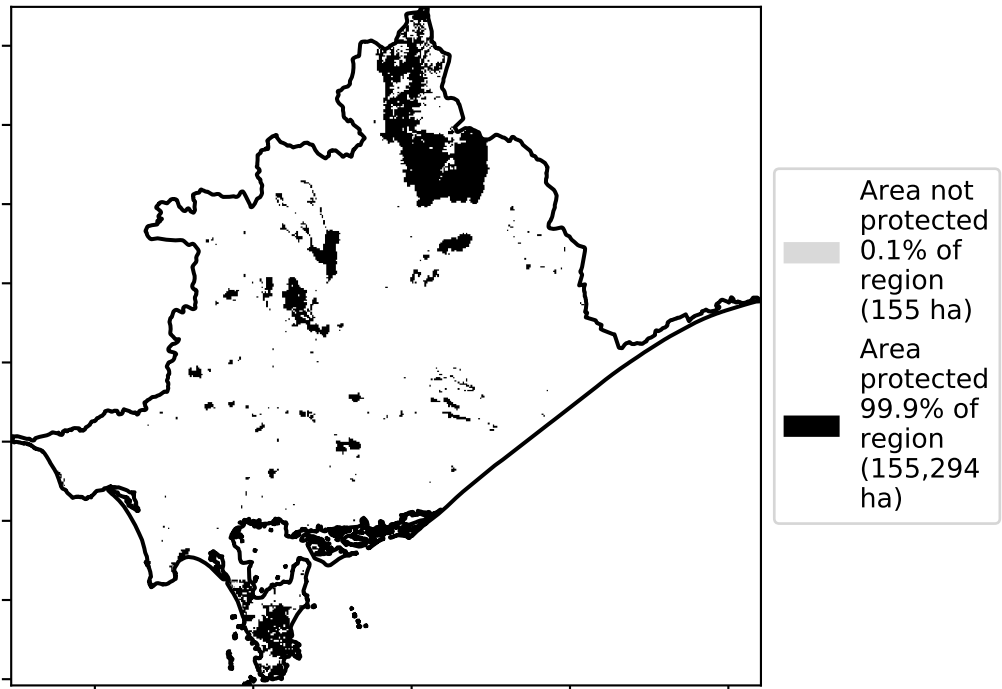 Area not
protected
0.1% of
region
(155 ha)
Area
protected
99.9% of
region
(155,294
ha)